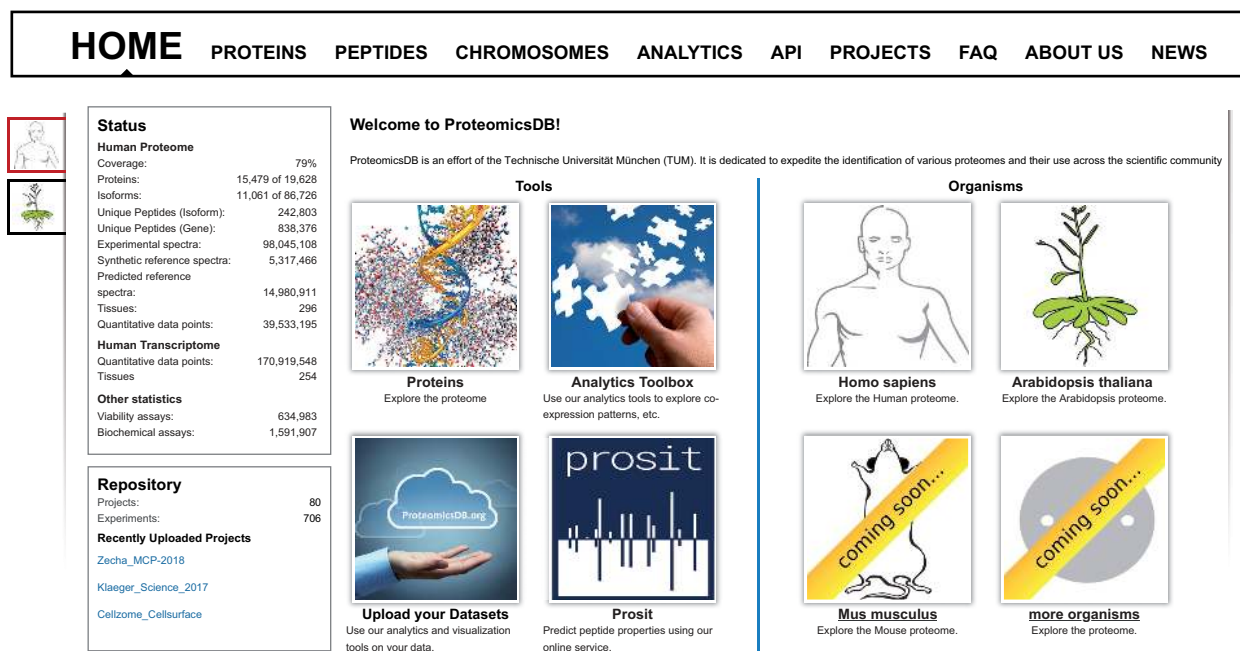 HOME PROTEINS PEPTIDES CHROMOSOMES ANALYTICS API PROJECTS FAQ ABOUT US NEWS
Status
Human Proteome
Coverage: 79%
Proteins: 15,479 of 19,628
Isoforms: 11,061 of 86,726
Unique Peptides (Isoform): 242,803
Unique Peptides (Gene): 838,376
Experimental spectra: 98,045,108
Synthetic reference spectra: 5,317,466
Predicted reference
spectra: 14,980,911
Tissues: 296
Quantitative data points: 39,533,195
Human Transcriptome
Quantitative data points: 170,919,548
Tissues 254
Other statistics
Viability assays: 634,983
Biochemical assays: 1,591,907
Repository
Projects: 80
Experiments: 706
Recently Uploaded Projects
Zecha_MCP-2018
Klaeger_Science_2017
Cellzome_Cellsurface
Welcome to ProteomicsDB!
ProteomicsDB is an effort of the Technische Universität München (TUM). It is dedicated to expedite the identification of various proteomes and their use across the scientific community
Tools
Proteins
Explore the proteome
Analytics Toolbox
Use our analytics tools to explore co-
expression patterns, etc.
ProteomicsDB.org
Upload your Datasets
Use our analytics and visualization
tools on your data.
prosit
Prosit
Predict peptide properties using our
online service.
Organisms
Homo sapiens
Explore the Human proteome.
Arabidopsis thaliana
Explore the Arabidopsis proteome.
coming soon...
Mus musculus
Explore the Mouse proteome.
coming soon...
more organisms
Explore the proteome.